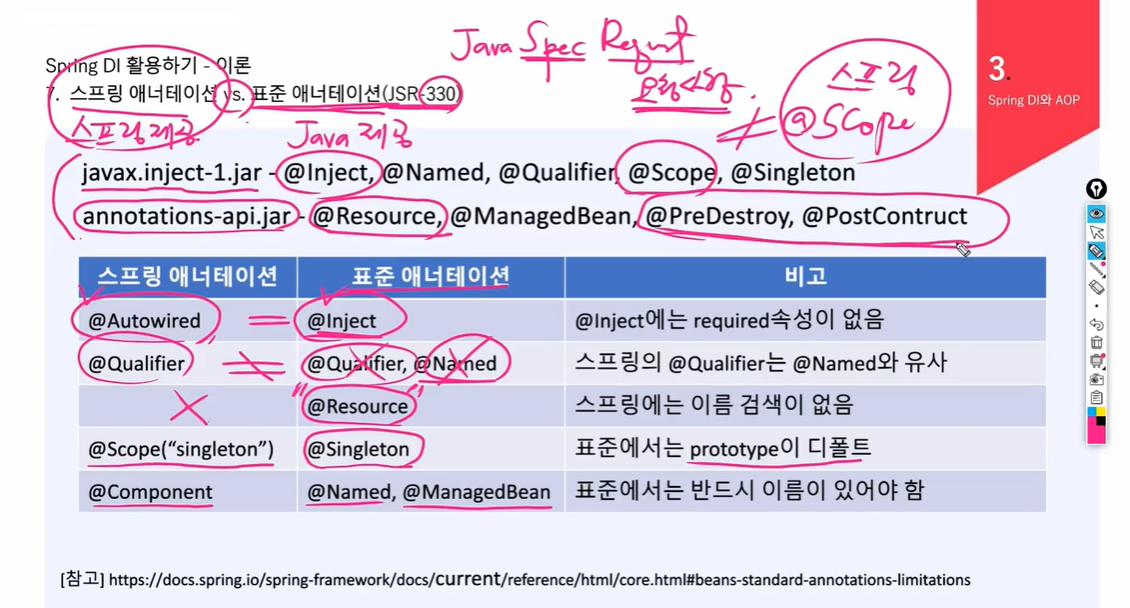 Java Spec Request
요청사항.
스프링
≠ @Scope
3.
Spring DI와 AOP
Spring DI 활용하기 - 이론
7. 스프링 애너테이션 vs. 표준 애너테이션(JSR-330)
스프링제공 Java 제공
javax.inject-1.jar - @Inject, @Named, @Qualifier, @Scope, @Singleton
annotations-api.jar - @Resource, @ManagedBean, @PreDestroy, @PostContruct
스프링 애너테이션 표준 애너테이션 비고
@Autowired = @Inject @Inject에는 required속성이 없음
@Qualifier ≠ @Qualifier, @Named 스프링의 @Qualifier는 @Named와 유사
"@Resource" 스프링에는 이름 검색이 없음
@Scope(“singleton”) @Singleton 표준에서는 prototype이 디폴트
@Component @Named, @ManagedBean 표준에서는 반드시 이름이 있어야 함
[참고] https://docs.spring.io/spring-framework/docs/current/reference/html/core.html#beans-standard-annotations-limitations